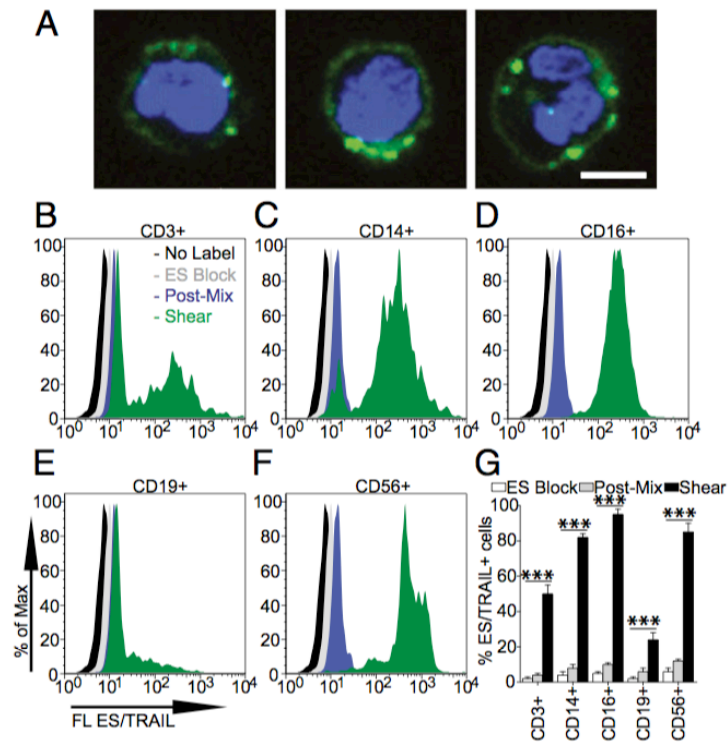 A
B C D
CD3+ CD14+ CD16+
- No Label
- ES Block
- Post-Mix
- Shear
100 100 100
80 80 80
60 60 60
40 40 40
20 20 20
0 0 0
10⁰ 10¹ 10² 10³ 10⁴ 10⁰ 10¹ 10² 10³ 10⁴ 10⁰ 10¹ 10² 10³ 10⁴
E F G
CD19+ CD56+
ES Block Post-Mix Shear
100 100 100
80 80 80
60 60 60
40 40 40
20 20 20
0 0 0
*** *** *** *** ***
% of Max
% ES/TRAIL+ cells
10⁰ 10¹ 10² 10³ 10⁴ 10⁰ 10¹ 10² 10³ 10⁴
CD3+ CD14+ CD16+ CD19+ CD56+
FL ES/TRAIL